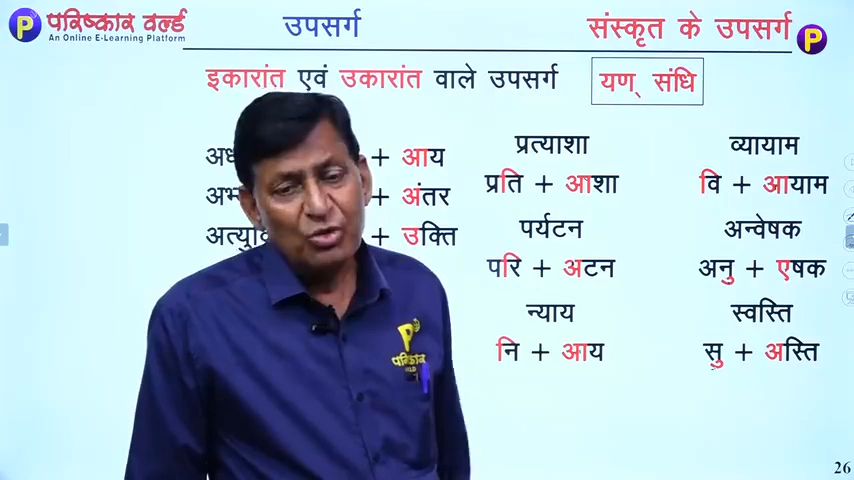 परिष्कार वर्ल्ड
An Online E-Learning Platform
उपसर्ग
संस्कृत के उपसर्ग
इकारांत एवं उकारांत वाले उपसर्ग
यण् संधि
+ आय
+ अंतर
+ उक्ति
प्रत्याशा
प्रति + आशा
पर्यटन
परि + अटन
न्याय
नि + आय
व्यायाम
वि + आयाम
अन्वेषक
अनु + एषक
स्वस्ति
सु + अस्ति
परिष्कार
26